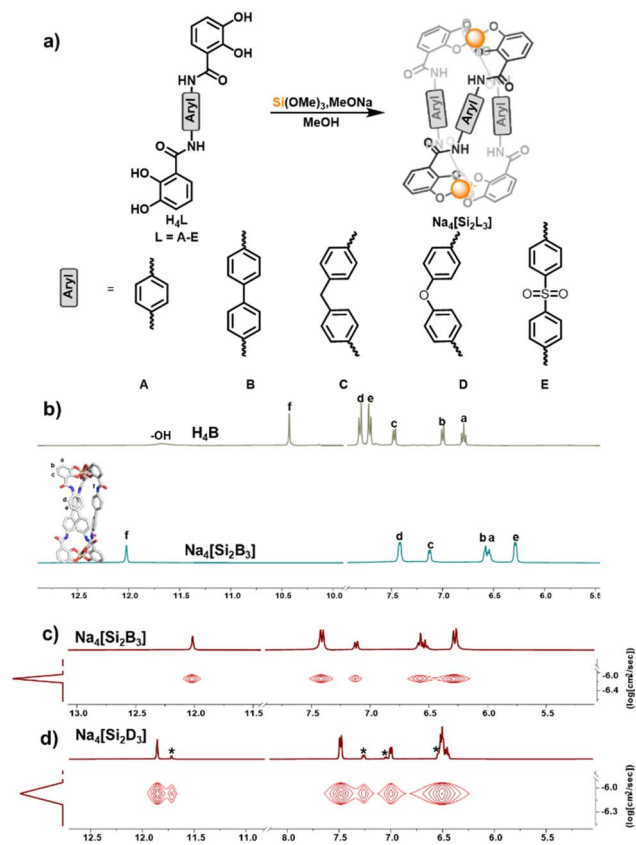 a)
OH
OH
NH
O
Aryl
NH
O
HO
HO
H₄L
L = A-E
Si(OMe)₃,MeONa
MeOH
Na₄[Si₂L₃]
Aryl
=
A
B
C
O
D
O=S=O
E
b)
-OH
f
H₄B
d
e
c
b
a
f
Na₄[Si₂B₃]
d
c
b
a
e
12.5
12.0
11.5
11.0
10.5
10.0
7.5
7.0
6.5
6.0
5.5
c)
Na₄[Si₂B₃]
-6.0
-6.4
(log[cm²/sec)
13.0
12.5
12.0
11.5
7.5
7.0
6.5
6.0
5.5
d)
Na₄[Si₂D₃]
*
*
*
*
-6.0
-6.3
(log[cm²/sec)
12.5
12.0
11.5
11.0
8.0
7.5
7.0
6.5
6.0
5.5